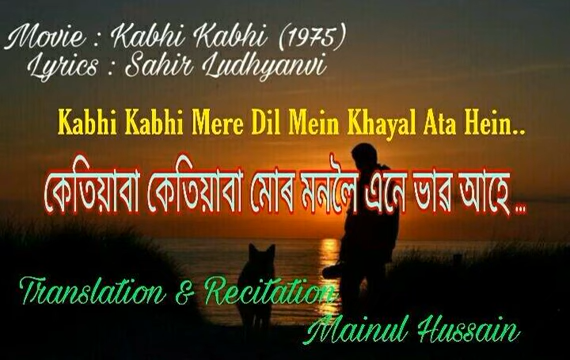 Movie : Kabhi Kabhi (1975)
Lyrics : Sahir Ludhyanvi
Kabhi Kabhi Mere Dil Mein Khayal Ata Hein..
কেতিয়াবা কেতিয়াবা মোৰ মনলৈ এনে ভাৱ আহে ...
Translation & Recitation
Mainul Hussain